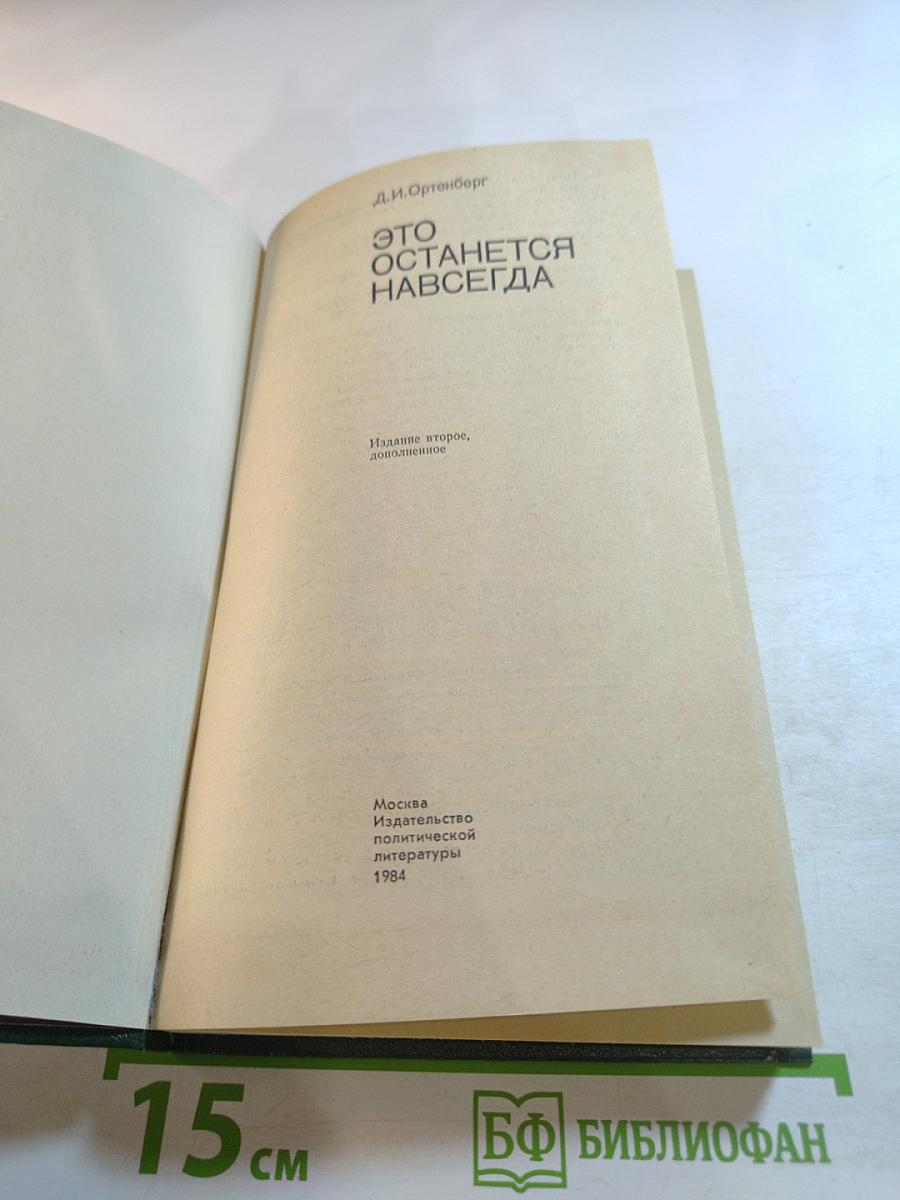 Д.И.Ортенберг
ЭТО
ОСТАНЕТСЯ
НАВСЕГДА
Издание второе,
дополненное
Москва
Издательство
политической
литературы
1984
15 см
БФ БИБЛИОФАН